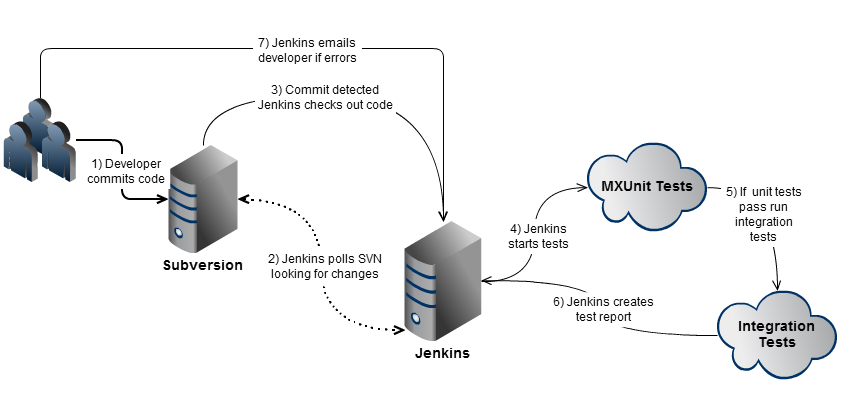 7) Jenkins emails
developer if errors
3) Commit detected
Jenkins checks out code
1) Developer
commits code
MXUnit Tests
5) If unit tests
pass run
integration
tests
4) Jenkins
starts tests
Subversion
2) Jenkins polls SVN
looking for changes
6) Jenkins creates
test report
Integration
Tests
Jenkins